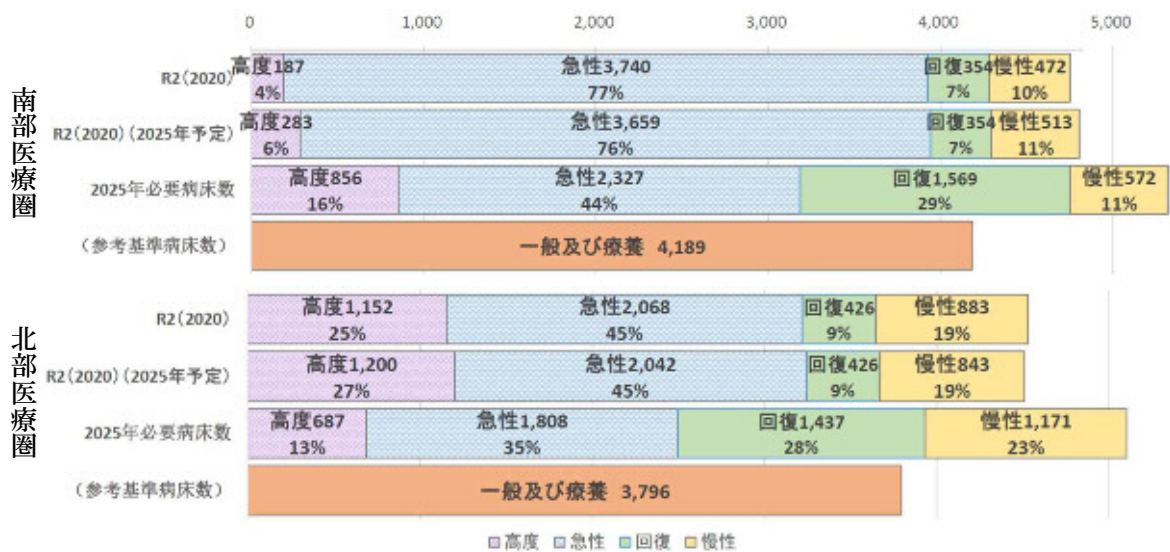 0 1,000 2,000 3,000 4,000 5,000
南部医療圏
R2(2020)
高度187 急性3,740 回復354 慢性472
4% 77% 7% 10%
R2(2020)(2025年予定)
高度283 急性3,659 回復354 慢性513
6% 76% 7% 11%
2025年必要病床数
高度856 急性2,327 回復1,569 慢性572
16% 44% 29% 11%
(参考基準病床数)
一般及び療養 4,189
北部医療圏
R2(2020)
高度1,152 急性2,068 回復426 慢性883
25% 45% 9% 19%
R2(2020)(2025年予定)
高度1,200 急性2,042 回復426 慢性843
27% 45% 9% 19%
2025年必要病床数
高度687 急性1,808 回復1,437 慢性1,171
13% 35% 28% 23%
(参考基準病床数)
一般及び療養 3,796
高度 急性 回復 慢性